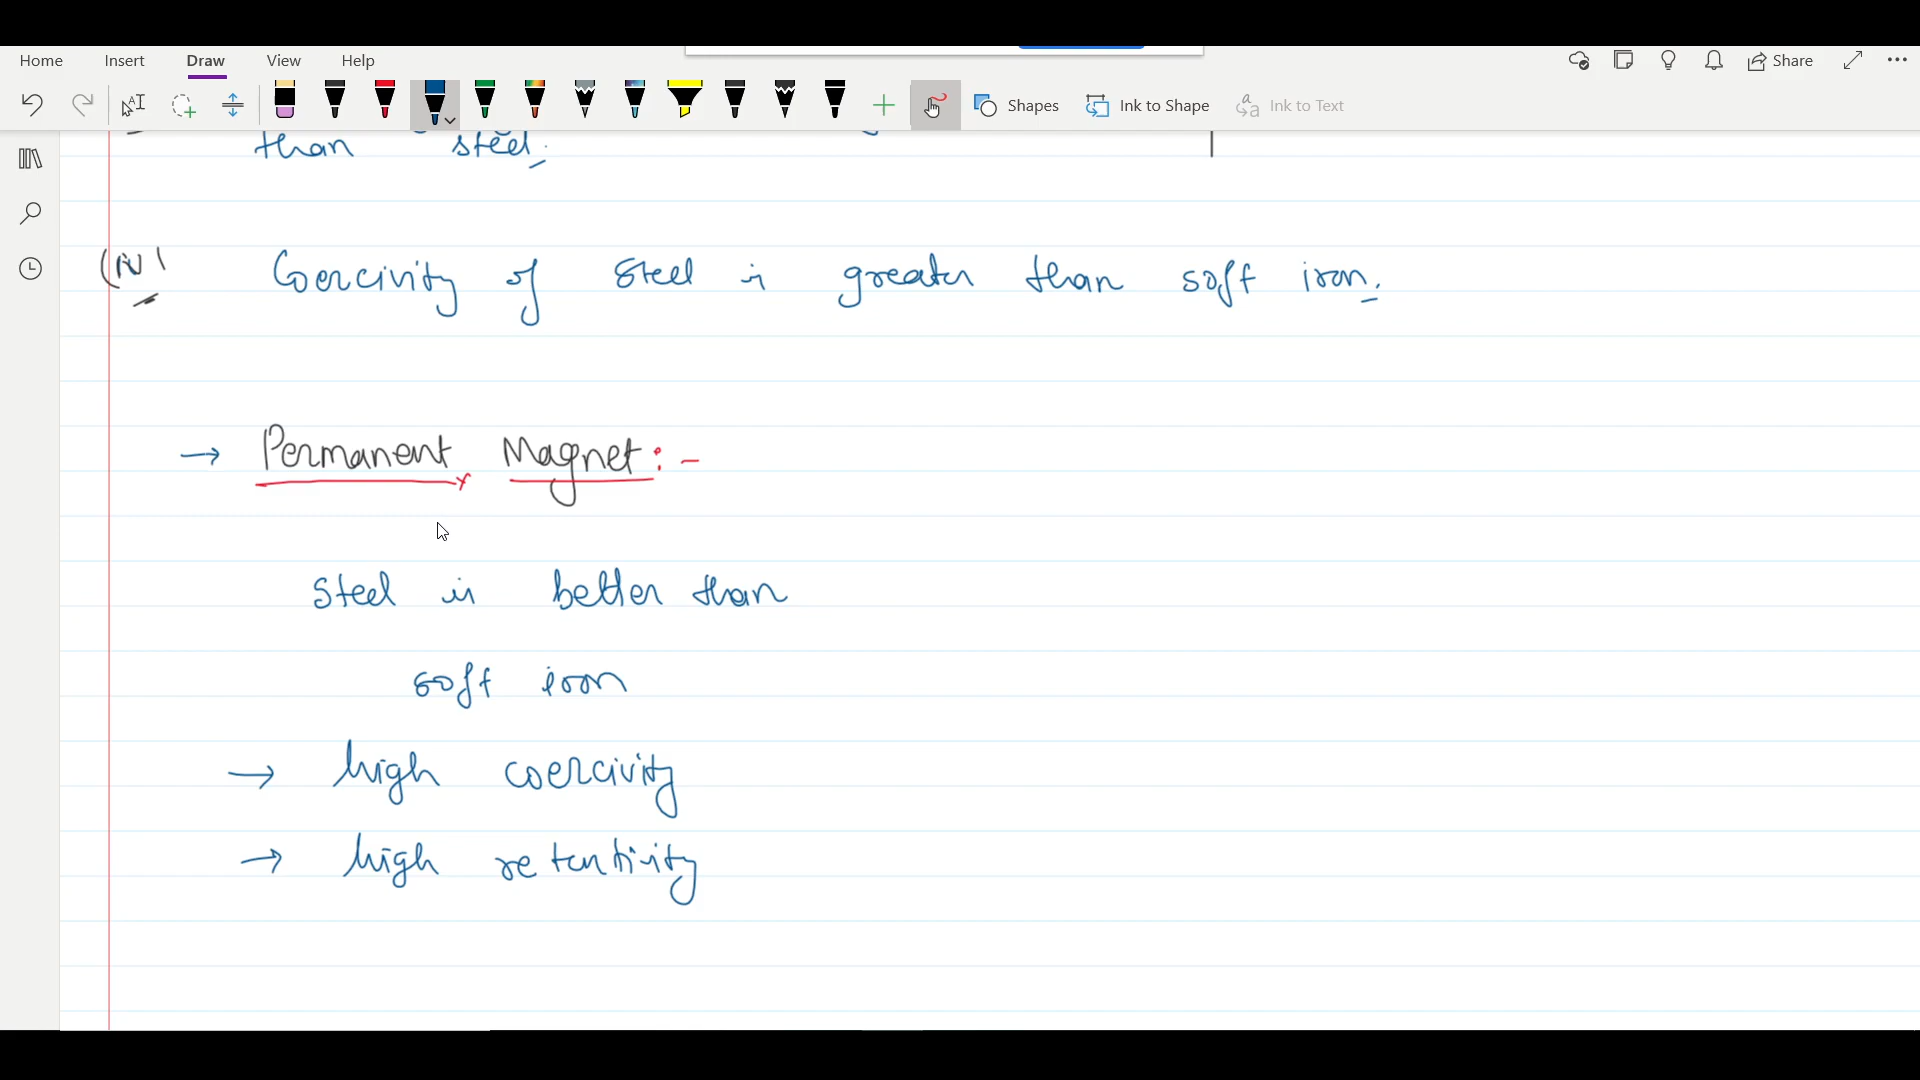 Home Insert Draw View Help Share
Shapes Ink to Shape Ink to Text
than steel.
(iv) Coercivity of steel is greater than soft iron.
→ Permanent Magnet :-
Steel is better than
soft iron
→ high coercivity
→ high retentivity